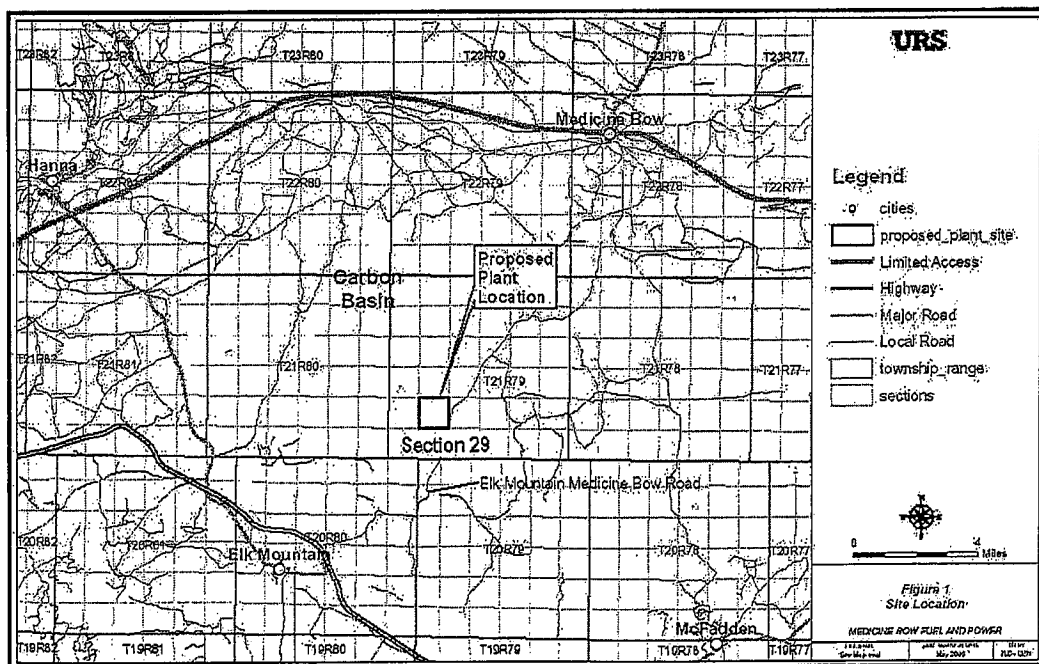 URS
T23R82
T23R80
T23R79
T23R78
T23R77
Medicine Bow
Hanna
T22R80
T22R79
T22R78
T22R77
Carbon
Basin
Proposed
Plant
Location
T21R82
T21R81
T21R80
T21R79
T21R78
T21R77
Section 29
Elk Mountain Medicine Bow Road
T20R82
T20R81
T20R80
T20R79
T20R78
T20R77
Elk Mountain
McFadden
T19R82
T19R81
T19R80
T19R79
T19R78
T19R77
Legend
cities
proposed_plant_site
Limited Access
Highway
Major Road
Local Road
township_range
sections
0 4
Miles
Figure 1
Site Location
MEDICINE BOW FUEL AND POWER